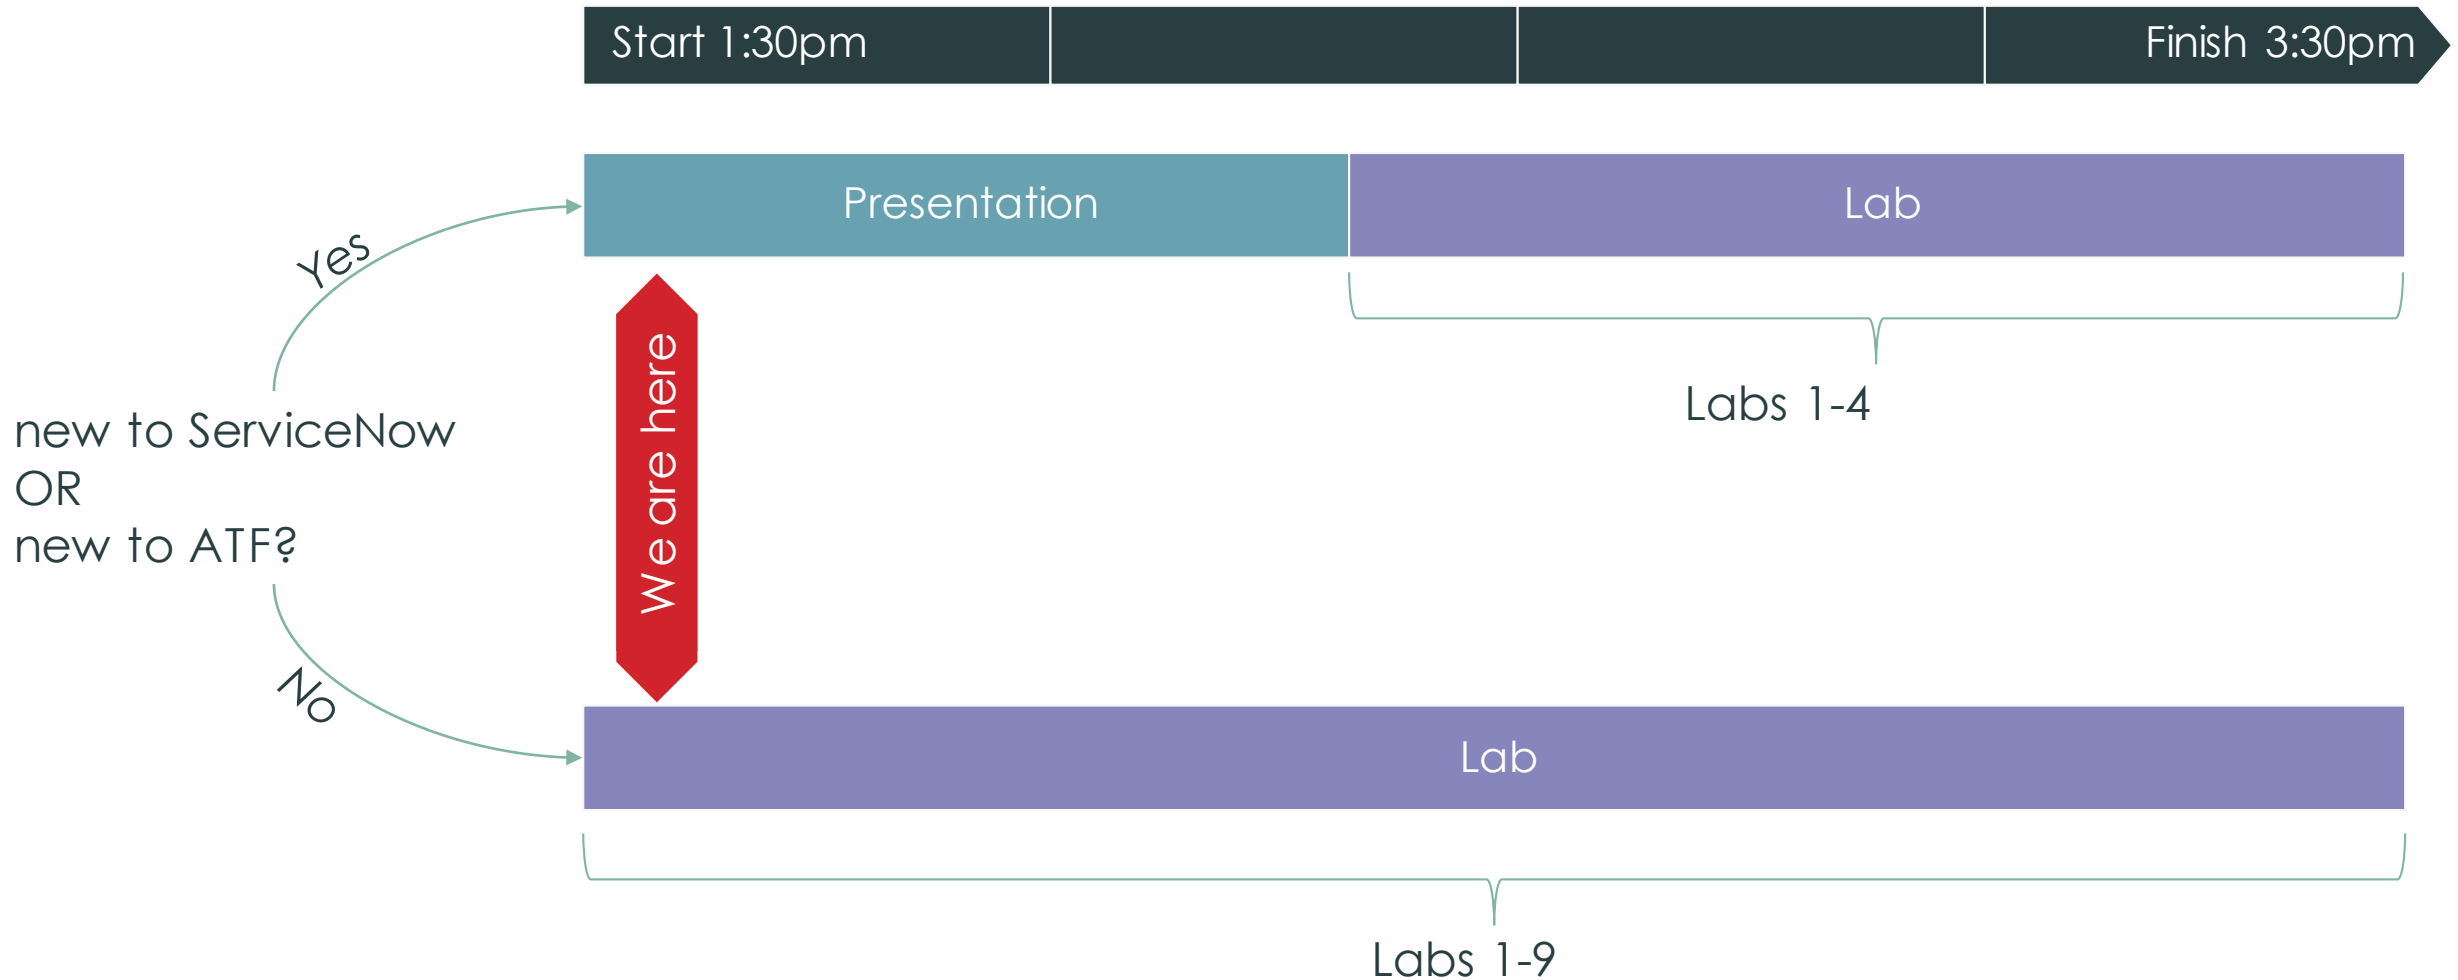 Start 1:30pm
Finish 3:30pm
Presentation
Lab
Yes
We are here
Labs 1-4
new to ServiceNow
OR
new to ATF?
No
Lab
Labs 1-9